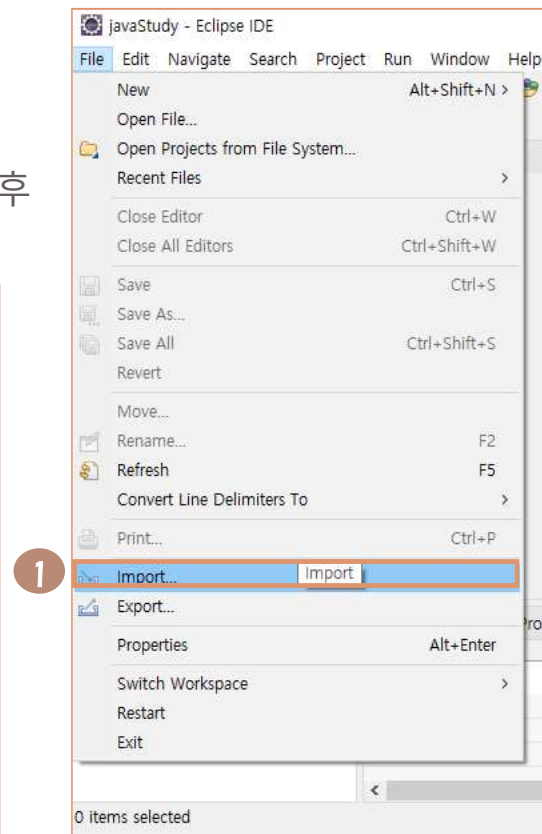 javaStudy - Eclipse IDE
File Edit Navigate Search Project Run Window Help
New Alt+Shift+N >
Open File...
Open Projects from File System...
Recent Files >
후
Close Editor Ctrl+W
Close All Editors Ctrl+Shift+W
Save Ctrl+S
Save As...
Save All Ctrl+Shift+S
Revert
Move...
Rename... F2
Refresh F5
Convert Line Delimiters To >
Print... Ctrl+P
1 Import... Import
Export...
Properties Alt+Enter
Switch Workspace >
Restart
Exit
0 items selected